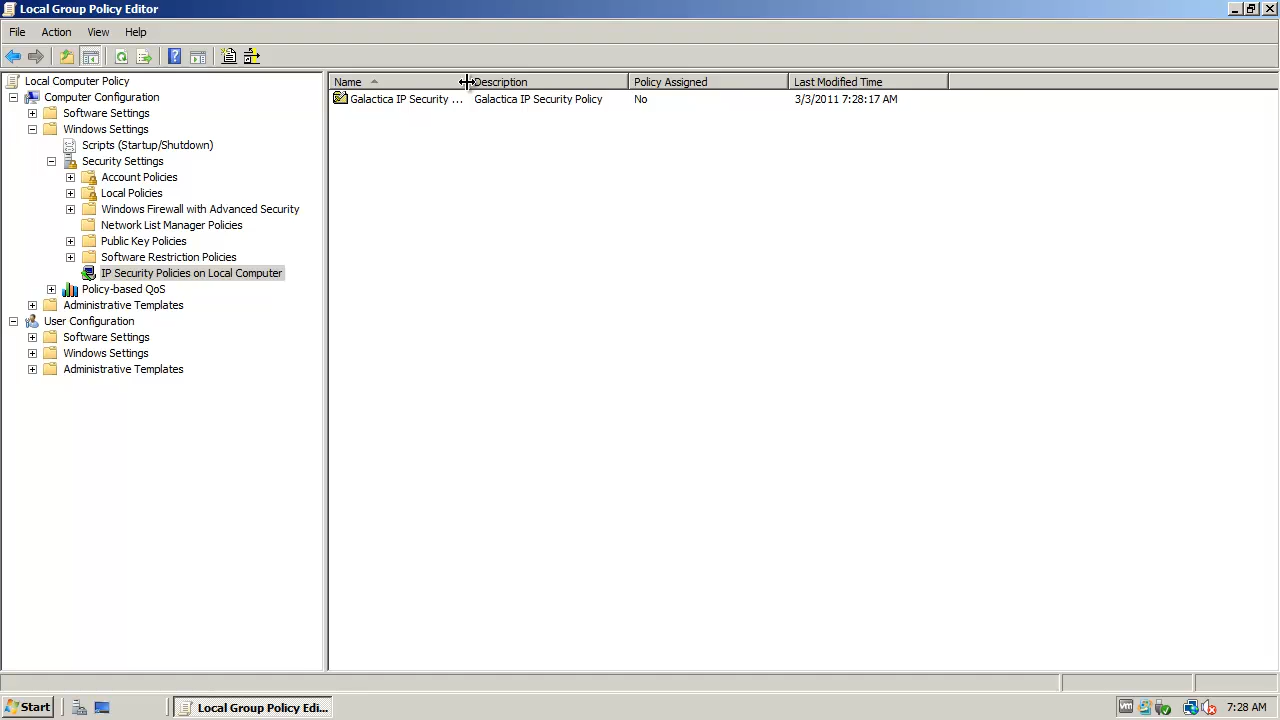 Local Group Policy Editor
File Action View Help
Local Computer Policy
Computer Configuration
Software Settings
Windows Settings
Scripts (Startup/Shutdown)
Security Settings
Account Policies
Local Policies
Windows Firewall with Advanced Security
Network List Manager Policies
Public Key Policies
Software Restriction Policies
IP Security Policies on Local Computer
Policy-based QoS
Administrative Templates
User Configuration
Software Settings
Windows Settings
Administrative Templates
Name Description Policy Assigned Last Modified Time
Galactica IP Security ... Galactica IP Security Policy No 3/3/2011 7:28:17 AM
Start Local Group Policy Edi... vm 7:28 AM